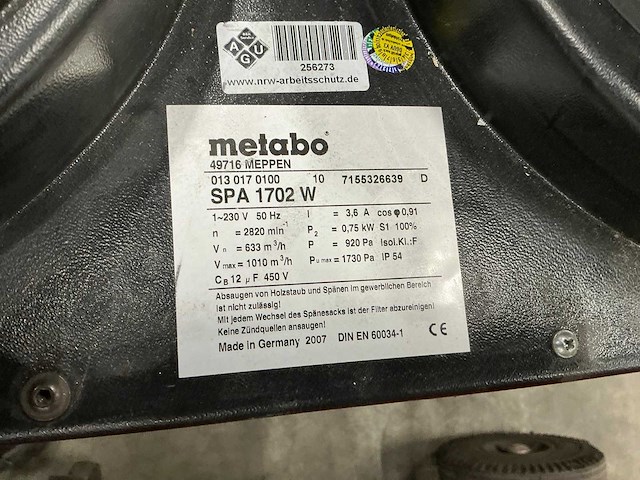 AGU
256273
www.nrw-arbeitsschutz.de
metabo
49716 MEPPEN
013 017 0100 10 7155326639 D
SPA 1702 W
1~230 V 50 Hz I = 3,6 A cos φ 0,91
n = 2820 min⁻¹ P₂ = 0,75 kW S1 100%
Vₙ = 633 m³/h P = 920 Pa Isol.Kl.:F
Vmax = 1010 m³/h Pu max = 1730 Pa IP 54
CB 12 µF 450 V
Absaugen von Holzstaub und Spänen im gewerblichen Bereich
ist nicht zulässig!
Mit jedem Wechsel des Spänesacks ist der Filter abzureinigen!
Keine Zündquellen ansaugen!
Made in Germany 2007 DIN EN 60034-1 CE